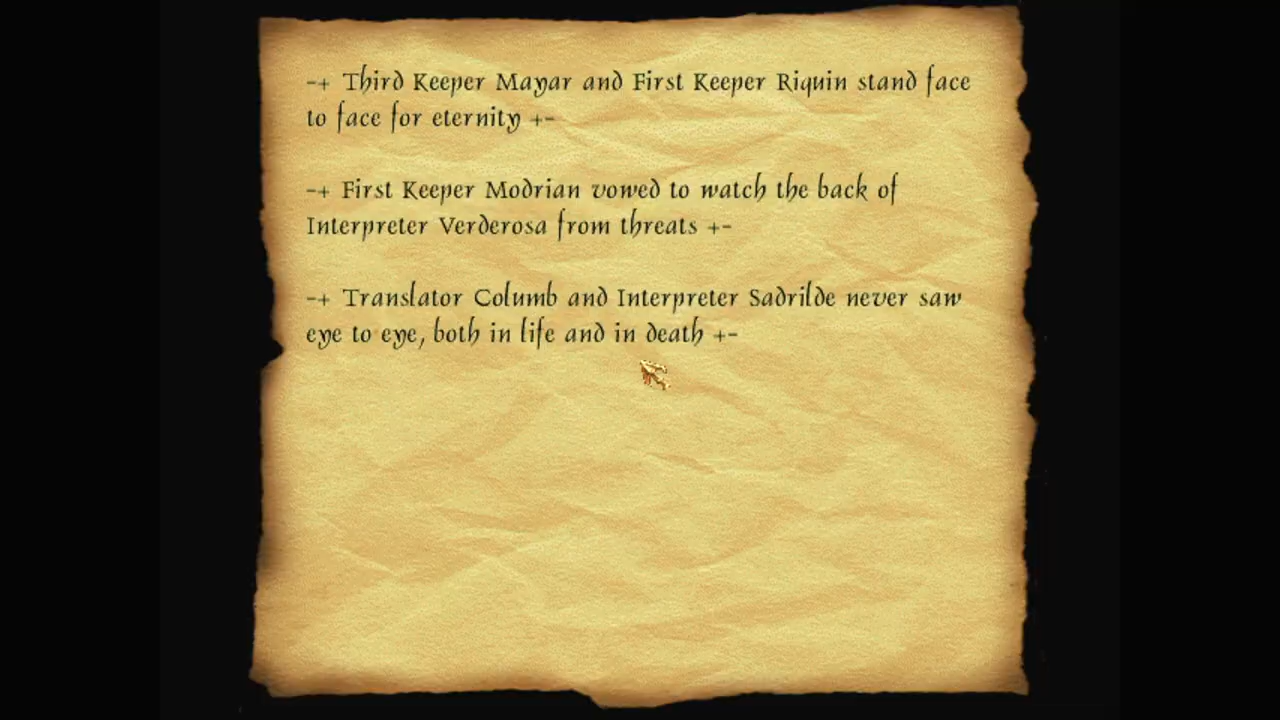 -+ Third Keeper Mayar and First Keeper Riquin stand face
to face for eternity +-
-+ First Keeper Modrian vowed to watch the back of
Interpreter Verderosa from threats +-
-+ Translator Columb and Interpreter Sadrilde never saw
eye to eye, both in life and in death +-